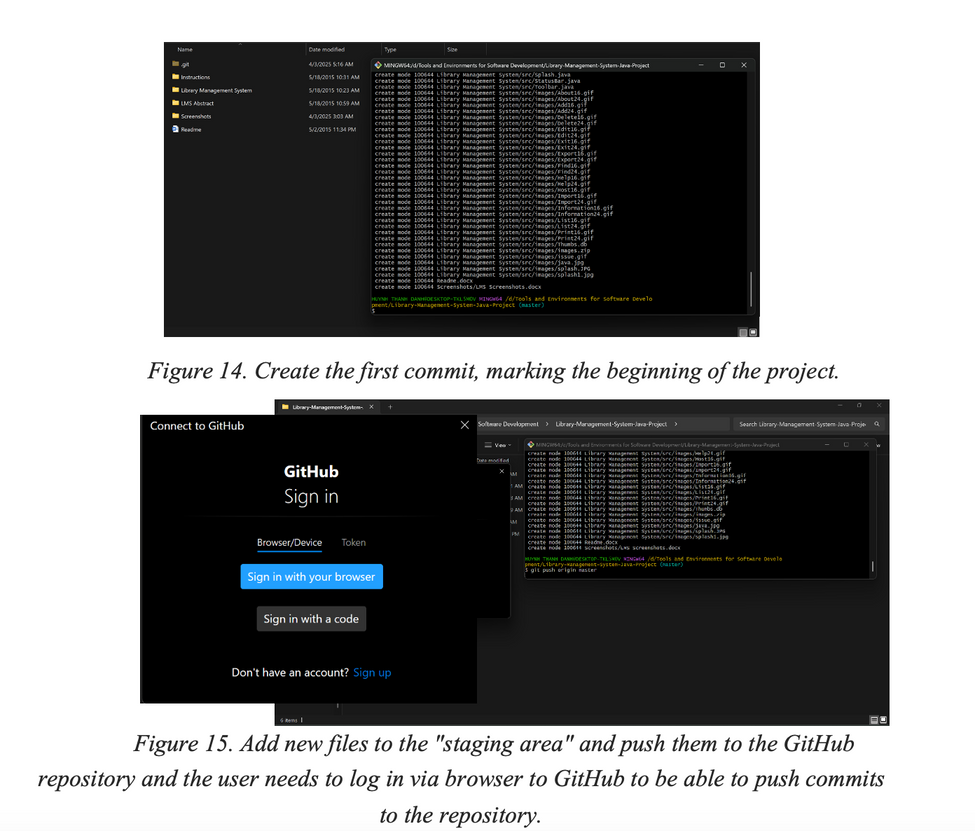 Name Date modified Type Size
.git 4/3/2025 5:16 AM
Instructions 5/18/2015 10:31 AM
Library Management System 5/18/2015 10:23 AM
LMS Abstract 5/18/2015 10:59 AM
Screenshots 4/3/2025 3:03 AM
Readme 5/2/2015 11:34 PM
MINGW64:/d/Tools and Environments for Software Development/Library-Management-System-Java-Project
create mode 100644 Library Management System/src/splash.java
create mode 100644 Library Management System/src/StatusBar.java
create mode 100644 Library Management System/src/Toolbar.java
create mode 100644 Library Management System/src/images/About16.gif
create mode 100644 Library Management System/src/images/About24.gif
create mode 100644 Library Management System/src/images/Add16.gif
create mode 100644 Library Management System/src/images/Add24.gif
create mode 100644 Library Management System/src/images/Delete16.gif
create mode 100644 Library Management System/src/images/Delete24.gif
create mode 100644 Library Management System/src/images/Edit16.gif
create mode 100644 Library Management System/src/images/Edit24.gif
create mode 100644 Library Management System/src/images/Exit16.gif
create mode 100644 Library Management System/src/images/Exit24.gif
create mode 100644 Library Management System/src/images/Export16.gif
create mode 100644 Library Management System/src/images/Export24.gif
create mode 100644 Library Management System/src/images/Find16.gif
create mode 100644 Library Management System/src/images/Find24.gif
create mode 100644 Library Management System/src/images/Help16.gif
create mode 100644 Library Management System/src/images/Help24.gif
create mode 100644 Library Management System/src/images/Host16.gif
create mode 100644 Library Management System/src/images/Import16.gif
create mode 100644 Library Management System/src/images/Import24.gif
create mode 100644 Library Management System/src/images/Information16.gif
create mode 100644 Library Management System/src/images/Information24.gif
create mode 100644 Library Management System/src/images/List16.gif
create mode 100644 Library Management System/src/images/List24.gif
create mode 100644 Library Management System/src/images/Print16.gif
create mode 100644 Library Management System/src/images/Print24.gif
create mode 100644 Library Management System/src/images/Thumbs.db
create mode 100644 Library Management System/src/images/images.zip
create mode 100644 Library Management System/src/images/issue.gif
create mode 100644 Library Management System/src/images/java.jpg
create mode 100644 Library Management System/src/images/splash.JPG
create mode 100644 Library Management System/src/images/splash1.jpg
create mode 100644 Readme.docx
create mode 100644 Screenshots/LMS Screenshots.docx
HUYNH THANH MINGW64 /d/Tools and Environments for Software Develo
pment/Library-Management-System-Java-Project (master)
$
Figure 14. Create the first commit, marking the beginning of the project.
Library-Management-System-
Software Development > Library-Management-System-Java-Project >
Search Library-Management-System-Java-Proje
View
Date modified
MINGW64:/d/Tools and Environments for Software Development/Library-Management-System-Java-Project
create mode 100644 Library Management System/src/images/Help24.gif
create mode 100644 Library Management System/src/images/Host16.gif
create mode 100644 Library Management System/src/images/Import16.gif
create mode 100644 Library Management System/src/images/Import24.gif
create mode 100644 Library Management System/src/images/Information16.gif
create mode 100644 Library Management System/src/images/Information24.gif
create mode 100644 Library Management System/src/images/List16.gif
create mode 100644 Library Management System/src/images/List24.gif
create mode 100644 Library Management System/src/images/Print16.gif
create mode 100644 Library Management System/src/images/Print24.gif
create mode 100644 Library Management System/src/images/Thumbs.db
create mode 100644 Library Management System/src/images/images.zip
create mode 100644 Library Management System/src/images/issue.gif
create mode 100644 Library Management System/src/images/java.jpg
create mode 100644 Library Management System/src/images/splash.JPG
create mode 100644 Library Management System/src/images/splash1.jpg
create mode 100644 Readme.docx
create mode 100644 Screenshots/LMS Screenshots.docx
HUYNH THANH MINGW64 /d/Tools and Environments for Software Develo
pment/Library-Management-System-Java-Project (master)
$ git push origin master
Connect to GitHub
GitHub
Sign in
Browser/Device Token
Sign in with your browser
Sign in with a code
Don't have an account? Sign up
6 items
Figure 15. Add new files to the "staging area" and push them to the GitHub
repository and the user needs to log in via browser to GitHub to be able to push commits
to the repository.